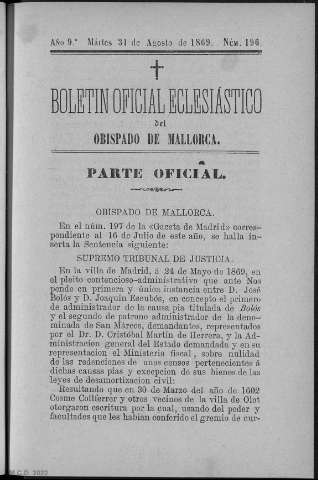 Año 9.º Mártes 31 de Agosto de 1869. Núm. 196
BOLETIN OFICIAL ECLESIÁSTICO
del
OBISPADO DE MALLORCA.
PARTE OFICIAL.
OBISPADO DE MALLORCA.
En el núm. 197 de la «Gaceta de Madrid» corres-
pondiente al 16 de Julio de este año, se halla in-
serta la Sentencia siguiente:
SUPREMO TRIBUNAL DE JUSTICIA.
En la villa de Madrid, á 24 de Mayo de 1869, en
el pleito contencioso-administrativo que ante Nos
pende en primera y única instancia entre D. José
Bolós y D. Joaquin Escubós, en concepto el primero
de administrador de la causa pia titulada de Bolós
y el segundo de patrono administrador de la deno-
minada de San Márcos, demandantes, representados
por el Dr. D. Cristóbal Martin de Herrera, y la Ad-
ministracion general del Estado demandada y en su
representacion el Ministerio fiscal, sobre nulidad
de las redenciones de unos censos pertenecientes á
dichas causas pias y excepcion de sus bienes de las
leyes de desamortizacion civil:
Resultando que en 30 de Marzo del año de 1602
Cosme Collferrer y otros vecinos de la villa de Olot
otorgaron escritura por la cual, usando del poder y
facultades que les habian conferido el gremio de cur-
M.C.D. 2022